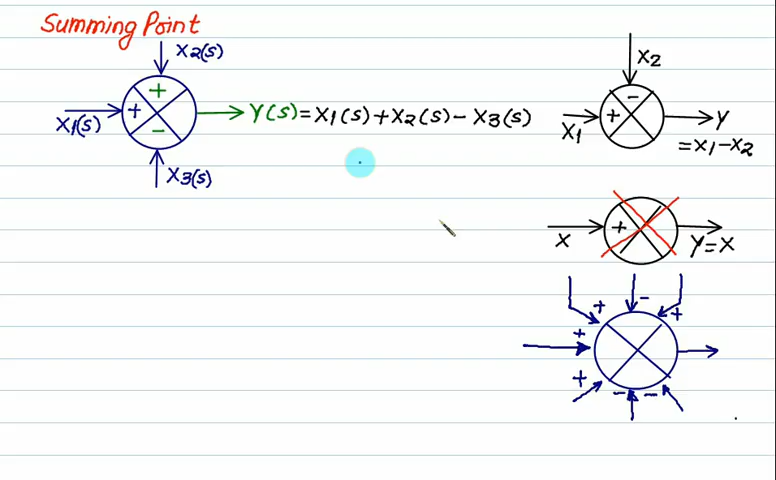 Summing Point
X2(s)
+
X1(s) + Y(s) = X1(s) + X2(s) - X3(s)
-
X3(s)
X2
-
X1 + Y
= X1 - X2
+
X Y = X
+ - +
+
+
- -